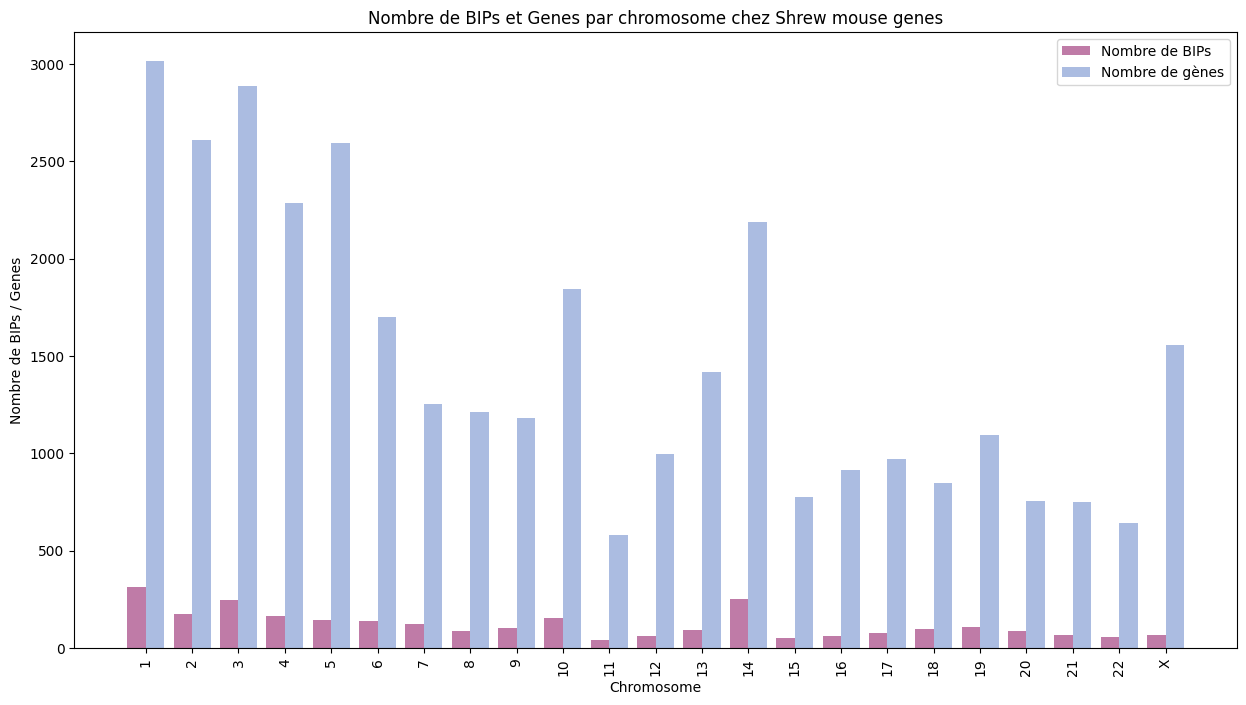 Nombre de BIPs et Genes par chromosome chez Shrew mouse genes
Nombre de BIPs
Nombre de gènes
Nombre de BIPs / Genes
3000
2500
2000
1500
1000
500
0
1 2 3 4 5 6 7 8 9 10 11 12 13 14 15 16 17 18 19 20 21 22 X
Chromosome